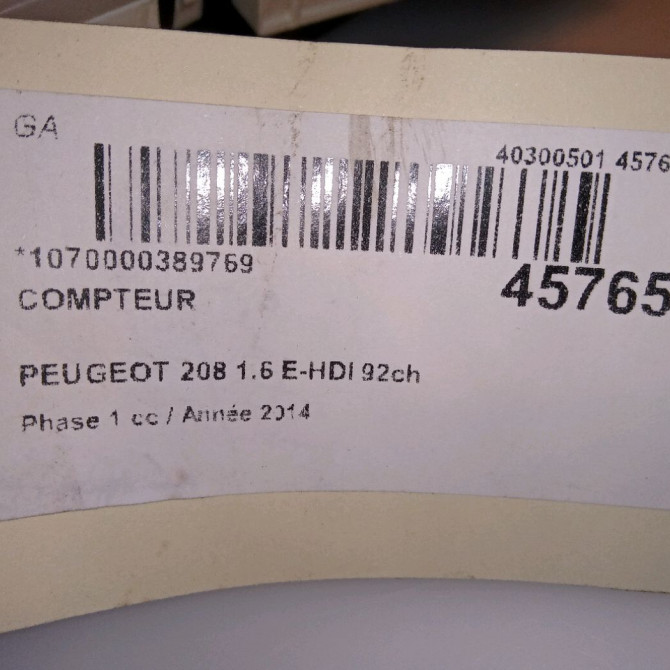 GA
40300501 4576
*1070000389769
45765
COMPTEUR
PEUGEOT 208 1.6 E-HDI 92ch
Phase 1 cc / Année 2014